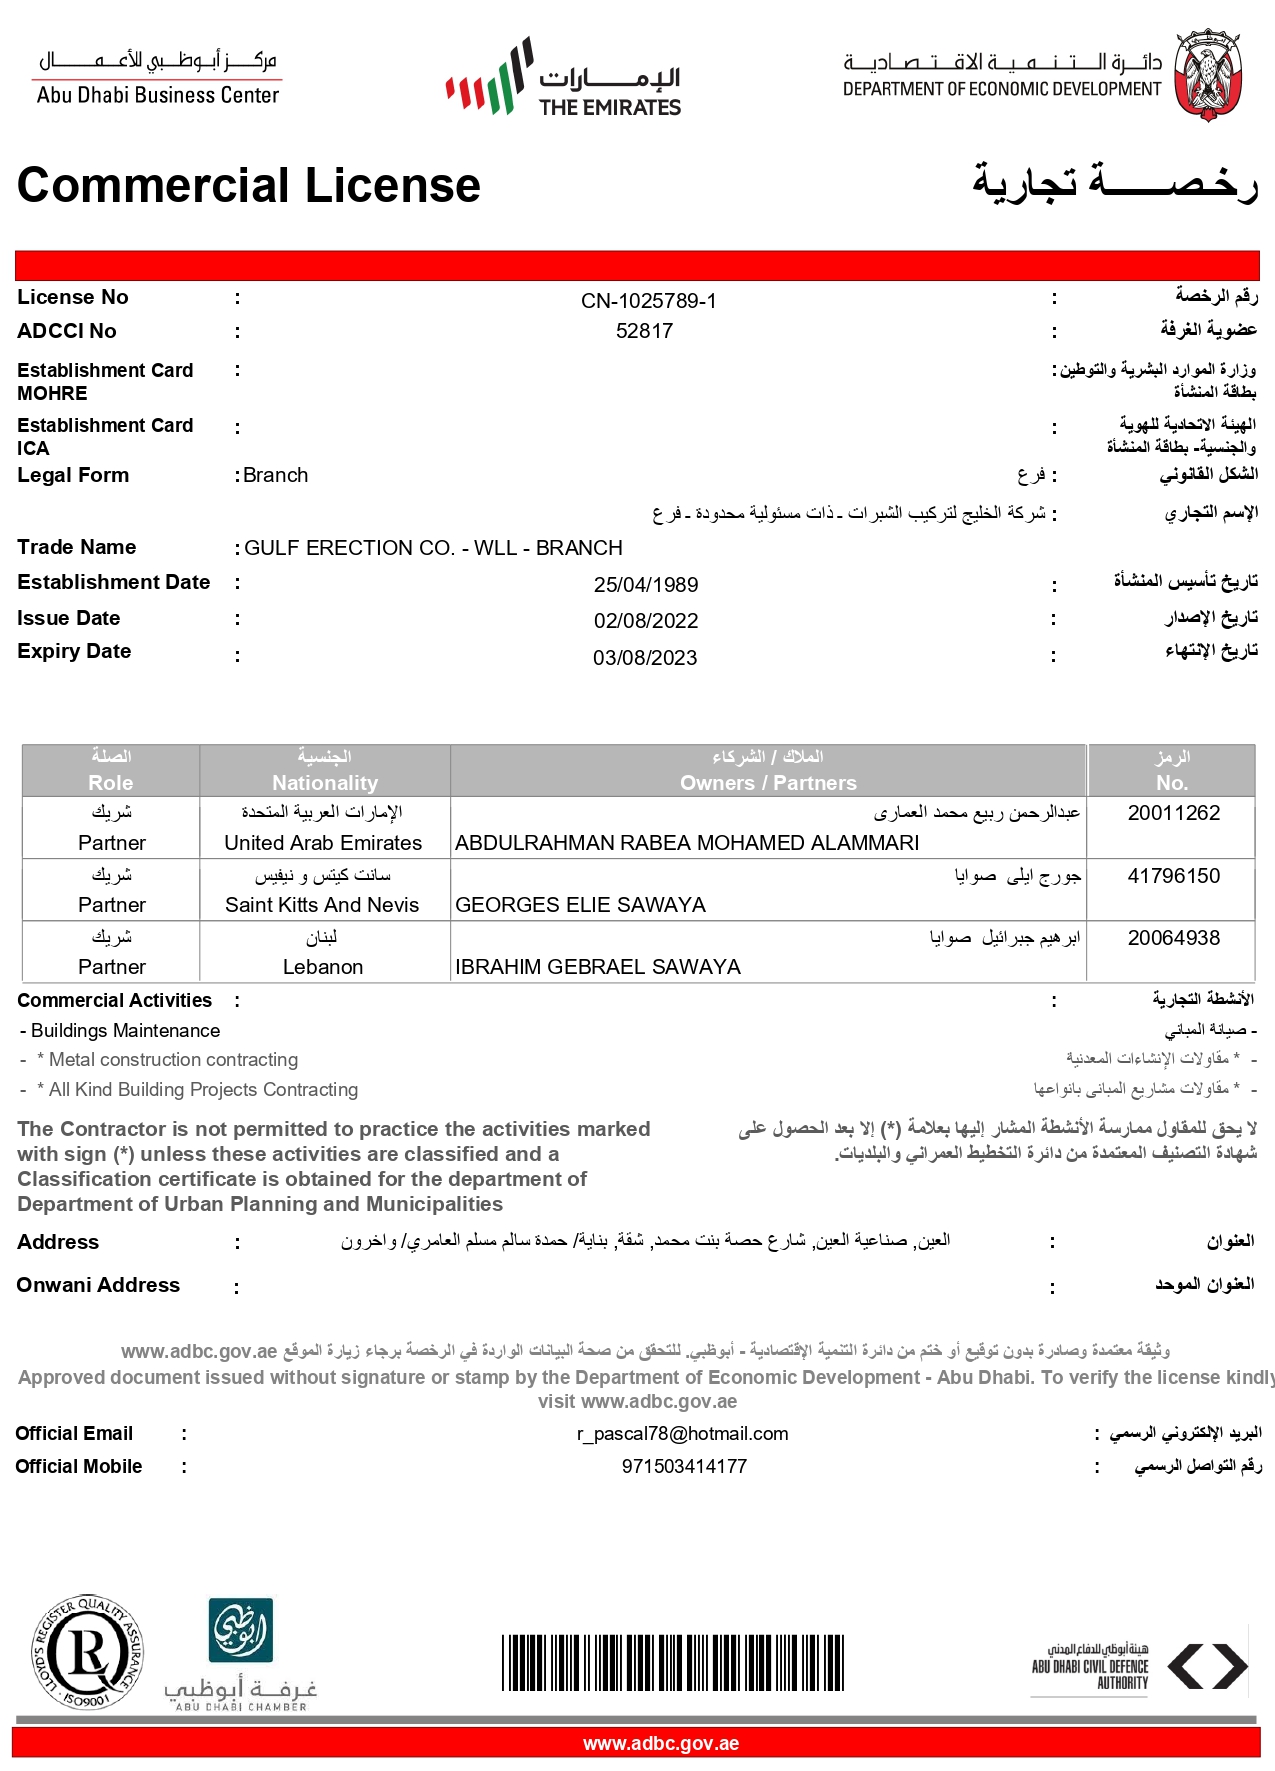 مركز أبوظبي للأعمال
Abu Dhabi Business Center
الإمارات
THE EMIRATES
دائرة التنمية الاقتصادية
DEPARTMENT OF ECONOMIC DEVELOPMENT
Commercial License
رخصة تجارية
License No : CN-1025789-1 : رقم الرخصة
ADCCI No : 52817 : عضوية الغرفة
Establishment Card : : وزارة الموارد البشرية والتوطين
MOHRE بطاقة المنشأة
Establishment Card : : الهيئة الاتحادية للهوية
ICA والجنسية- بطاقة المنشأة
Legal Form : Branch فرع : الشكل القانوني
شركة الخليج لتركيب الشبرات ـ ذات مسئولية محدودة ـ فرع : الإسم التجاري
Trade Name : GULF ERECTION CO. - WLL - BRANCH
Establishment Date : 25/04/1989 : تاريخ تأسيس المنشأة
Issue Date : 02/08/2022 : تاريخ الإصدار
Expiry Date : 03/08/2023 : تاريخ الإنتهاء
الصلة الجنسية الملاك / الشركاء الرمز
Role Nationality Owners / Partners No.
شريك الإمارات العربية المتحدة عبدالرحمن ربيع محمد العمارى 20011262
Partner United Arab Emirates ABDULRAHMAN RABEA MOHAMED ALAMMARI
شريك سانت كيتس و نيفيس جورج ايلى صوايا 41796150
Partner Saint Kitts And Nevis GEORGES ELIE SAWAYA
شريك لبنان ابرهيم جبرائيل صوايا 20064938
Partner Lebanon IBRAHIM GEBRAEL SAWAYA
Commercial Activities : : الأنشطة التجارية
- Buildings Maintenance - صيانة المباني
- * Metal construction contracting - * مقاولات الإنشاءات المعدنية
- * All Kind Building Projects Contracting - * مقاولات مشاريع المبانى بانواعها
The Contractor is not permitted to practice the activities marked
with sign (*) unless these activities are classified and a
Classification certificate is obtained for the department of
Department of Urban Planning and Municipalities
لا يحق للمقاول ممارسة الأنشطة المشار إليها بعلامة (*) إلا بعد الحصول على
شهادة التصنيف المعتمدة من دائرة التخطيط العمراني والبلديات.
Address : العين, صناعية العين, شارع حصة بنت محمد, شقة, بناية/ حمدة سالم مسلم العامري/ واخرون : العنوان
Onwani Address : : العنوان الموحد
وثيقة معتمدة وصادرة بدون توقيع أو ختم من دائرة التنمية الإقتصادية - أبوظبي. للتحقق من صحة البيانات الواردة في الرخصة برجاء زيارة الموقع www.adbc.gov.ae
Approved document issued without signature or stamp by the Department of Economic Development - Abu Dhabi. To verify the license kindly
visit www.adbc.gov.ae
Official Email : r_pascal78@hotmail.com : البريد الإلكتروني الرسمي
Official Mobile : 971503414177 : رقم التواصل الرسمي
LLOYD'S REGISTER QUALITY ASSURANCE
LRQA
ISO9001
أبوظبي
غرفة أبوظبي
ABU DHABI CHAMBER
هيئة أبوظبي للدفاع المدني
ABU DHABI CIVIL DEFENCE
AUTHORITY
www.adbc.gov.ae